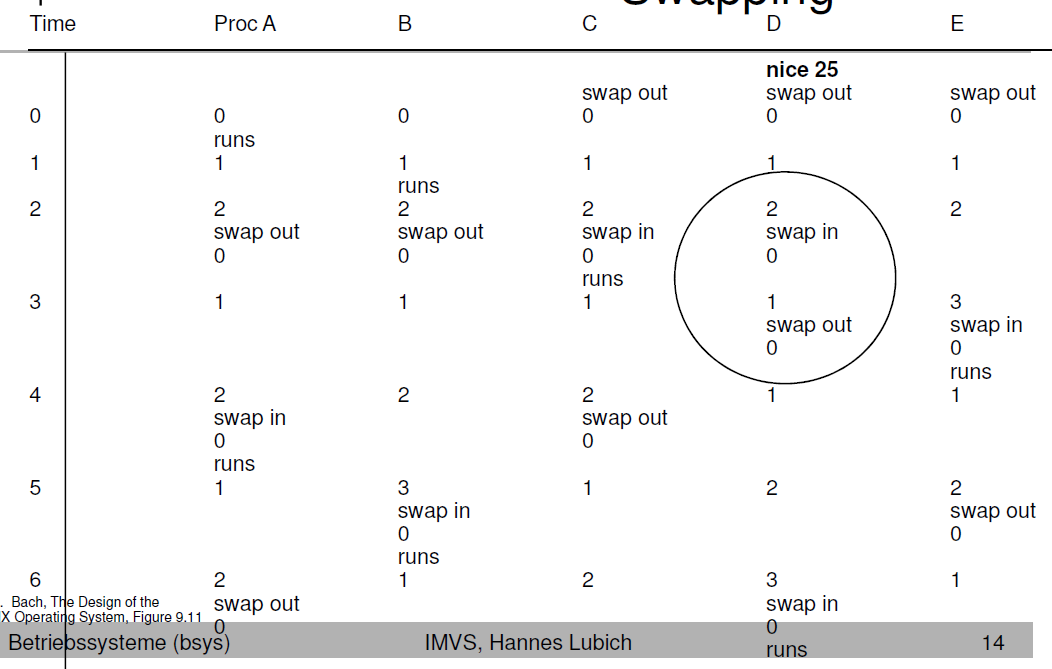 Swapping
Time Proc A B C D E
nice 25
swap out swap out swap out
0 0 0 0 0 0
runs
1 1 1 1 1 1
runs
2 2 2 2 2 2
swap out swap out swap in swap in
0 0 0 0
runs
3 1 1 1 1 3
swap out swap in
0 0
runs
4 2 2 2 1 1
swap in swap out
0 0
runs
5 1 3 1 2 2
swap in swap out
0 0
runs
6 2 1 2 3 1
. Bach, The Design of the
swap out swap in
X Operating System, Figure 9.11
0 0
Betriebssysteme (bsys) IMVS, Hannes Lubich 14
runs